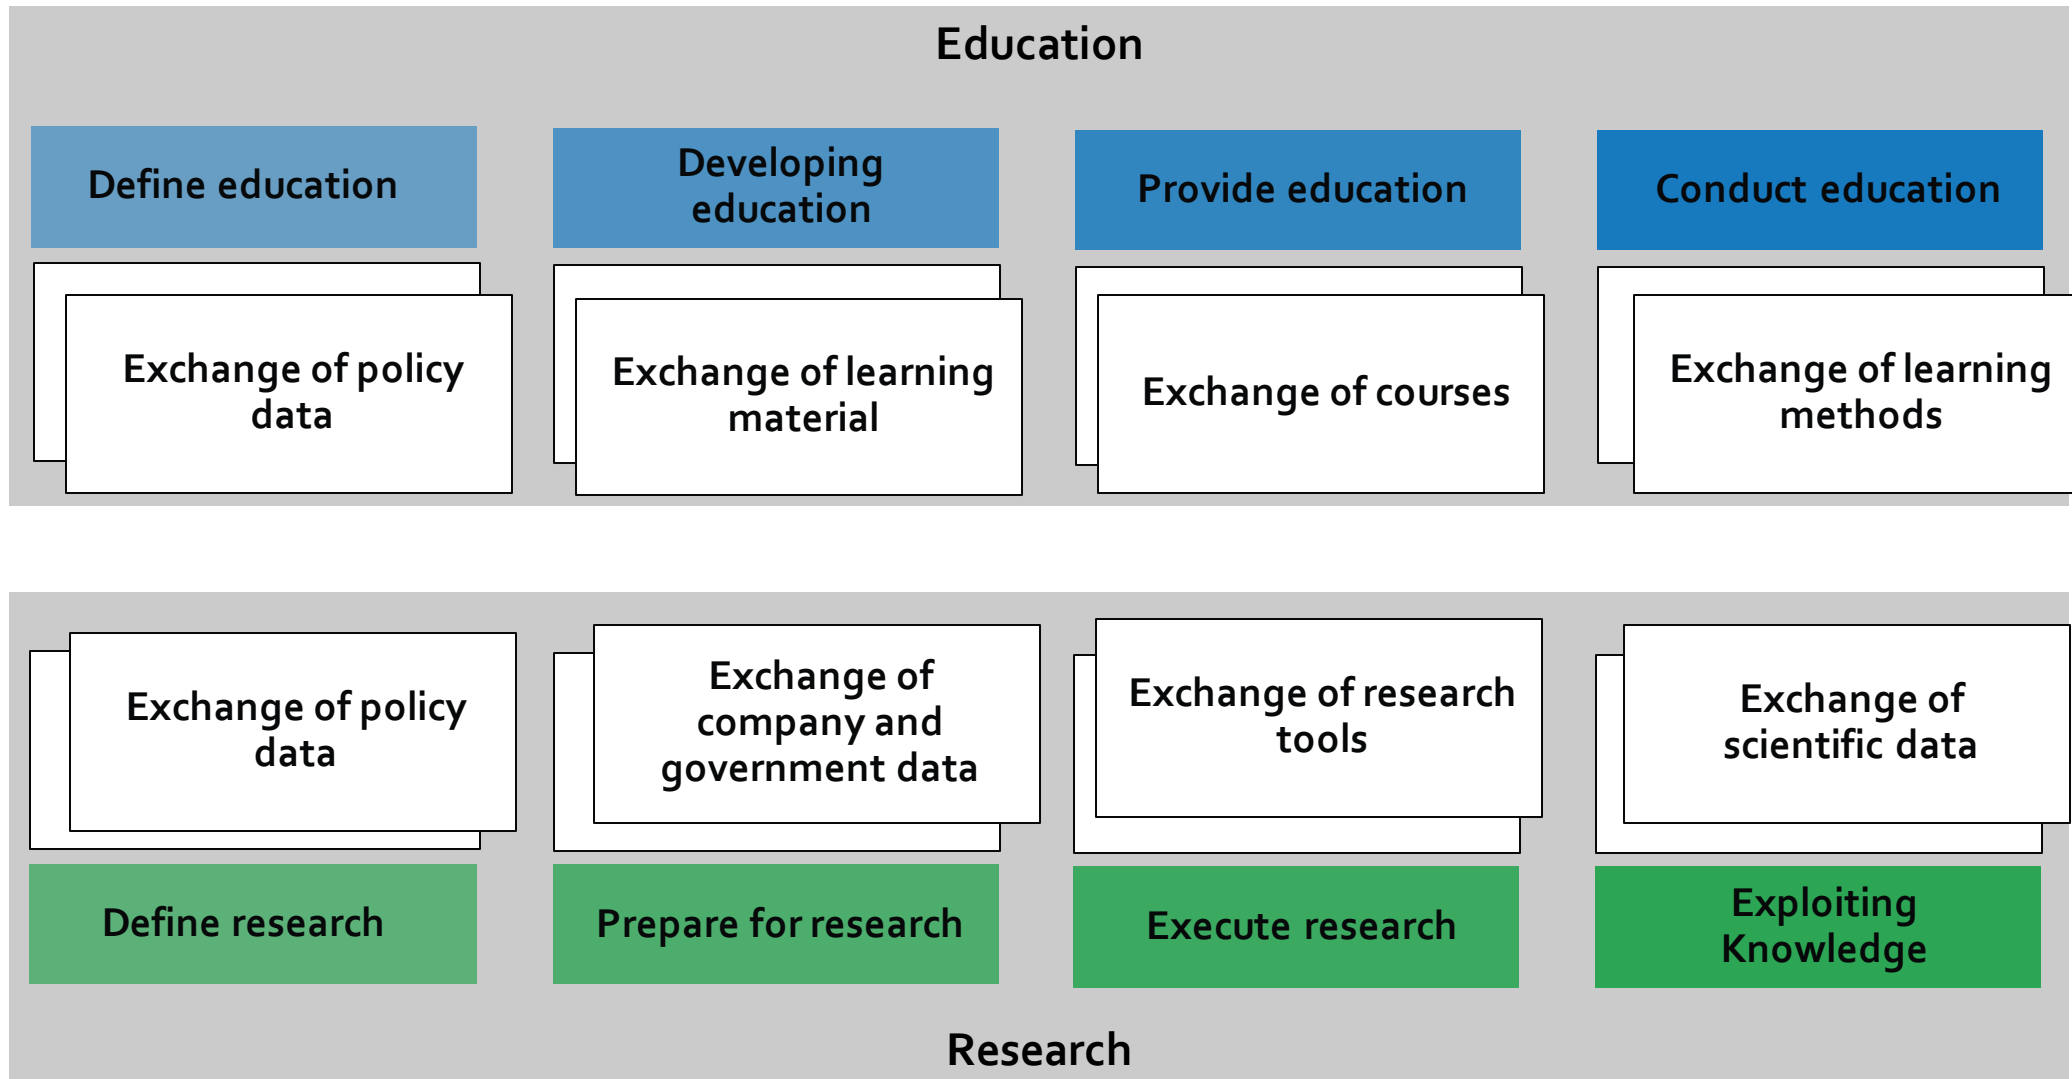 Education
Define education
Developing
education
Provide education
Conduct education
Exchange of policy
data
Exchange of learning
material
Exchange of courses
Exchange of learning
methods
Exchange of policy
data
Exchange of
company and
government data
Exchange of research
tools
Exchange of
scientific data
Define research
Prepare for research
Execute research
Exploiting
Knowledge
Research